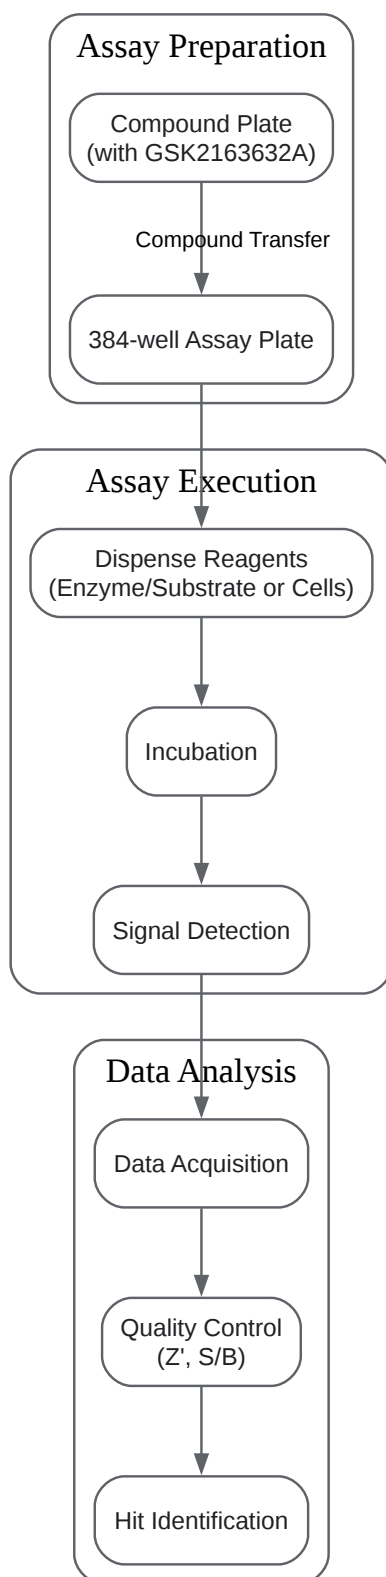 Assay Preparation
Compound Plate
(with GSK2163632A)
Compound Transfer
384-well Assay Plate
Assay Execution
Dispense Reagents
(Enzyme/Substrate or Cells)
Incubation
Signal Detection
Data Analysis
Data Acquisition
Quality Control
(Z', S/B)
Hit Identification